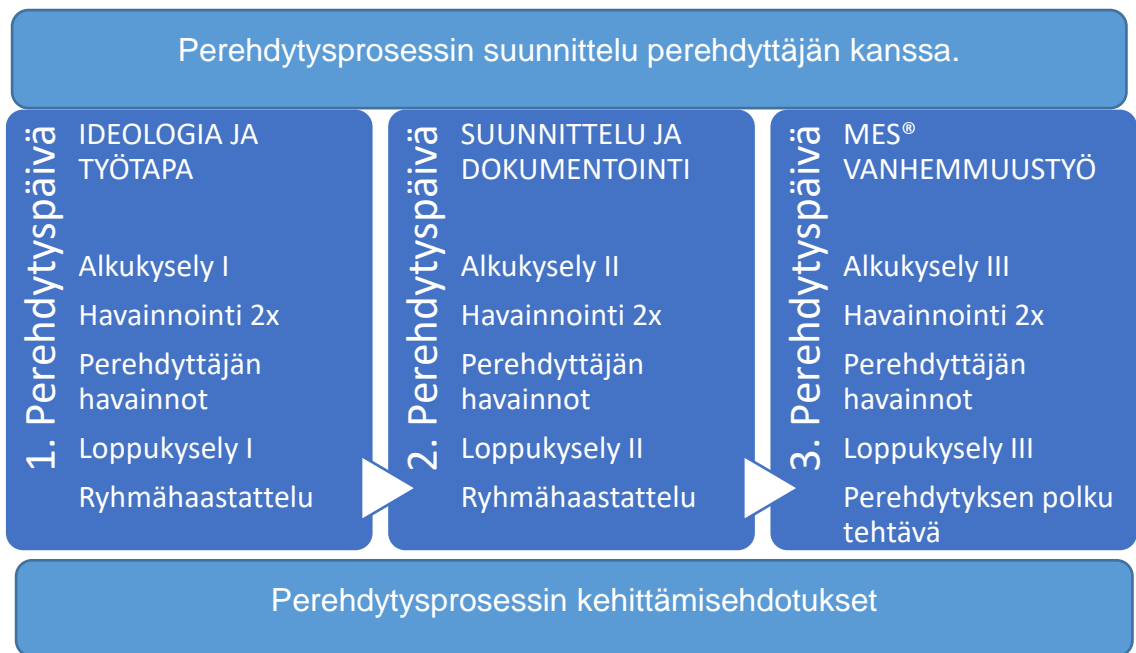 Perehdytysprosessin suunnittelu perehdyttäjän kanssa.
1. Perehdytyspäivä
IDEOLOGIA JA
TYÖTAPA
Alkukysely I
Havainnointi 2x
Perehdyttäjän
havainnot
Loppukysely I
Ryhmähaastattelu
2. Perehdytyspäivä
SUUNNITTELU JA
DOKUMENTOINTI
Alkukysely II
Havainnointi 2x
Perehdyttäjän
havainnot
Loppukysely II
Ryhmähaastattelu
3. Perehdytyspäivä
MES®
VANHEMMUUSTYÖ
Alkukysely III
Havainnointi 2x
Perehdyttäjän
havainnot
Loppukysely III
Perehdytyksen polku
tehtävä
Perehdytysprosessin kehittämisehdotukset